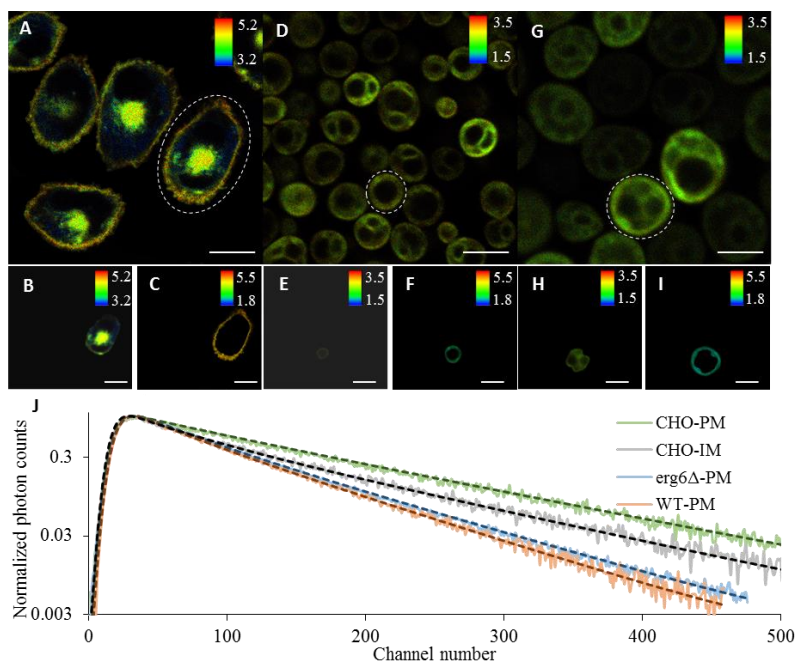 A
5.2
3.2
D
3.5
1.5
G
3.5
1.5
B
5.2
3.2
C
5.5
1.8
E
3.5
1.5
F
5.5
1.8
H
3.5
1.5
I
5.5
1.8
J
Normalized photon counts
0.3
0.03
0.003
CHO-PM
CHO-IM
erg6Δ-PM
WT-PM
0 100 200 300 400 500
Channel number